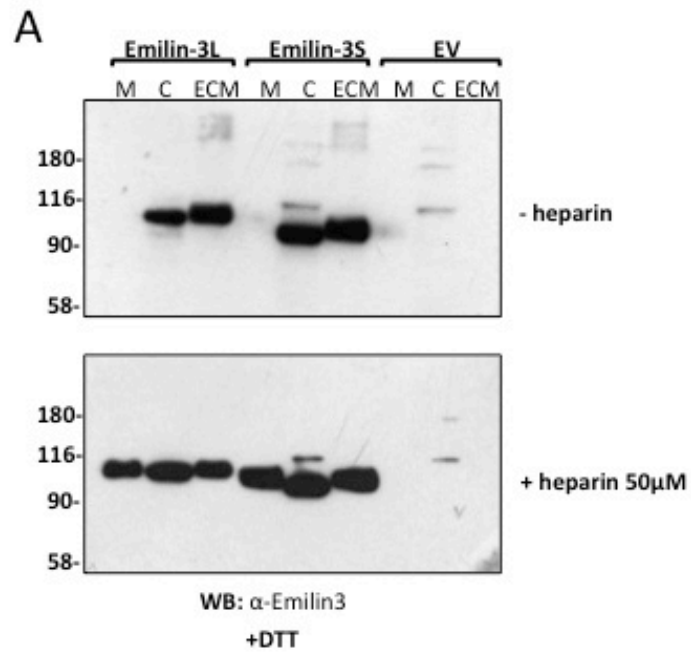 A
Emilin-3L Emilin-3S EV
M C ECM M C ECM M C ECM
180-
116-
90-
58-
- heparin
180-
116-
90-
58-
+ heparin 50µM
WB: α-Emilin3
+DTT